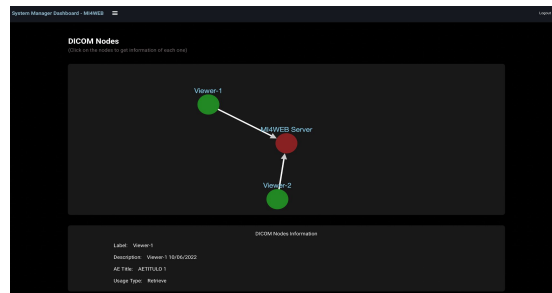 System Manager Dashboard - MI4WEB
Logout
DICOM Nodes
(Click on the nodes to get information of each one)
Viewer-1
MI4WEB Server
Viewer-2
DICOM Nodes Information
Label: Viewer-1
Description: Viewer-1 10/06/2022
AE Title: AETITULO 1
Usage Type: Retrieve